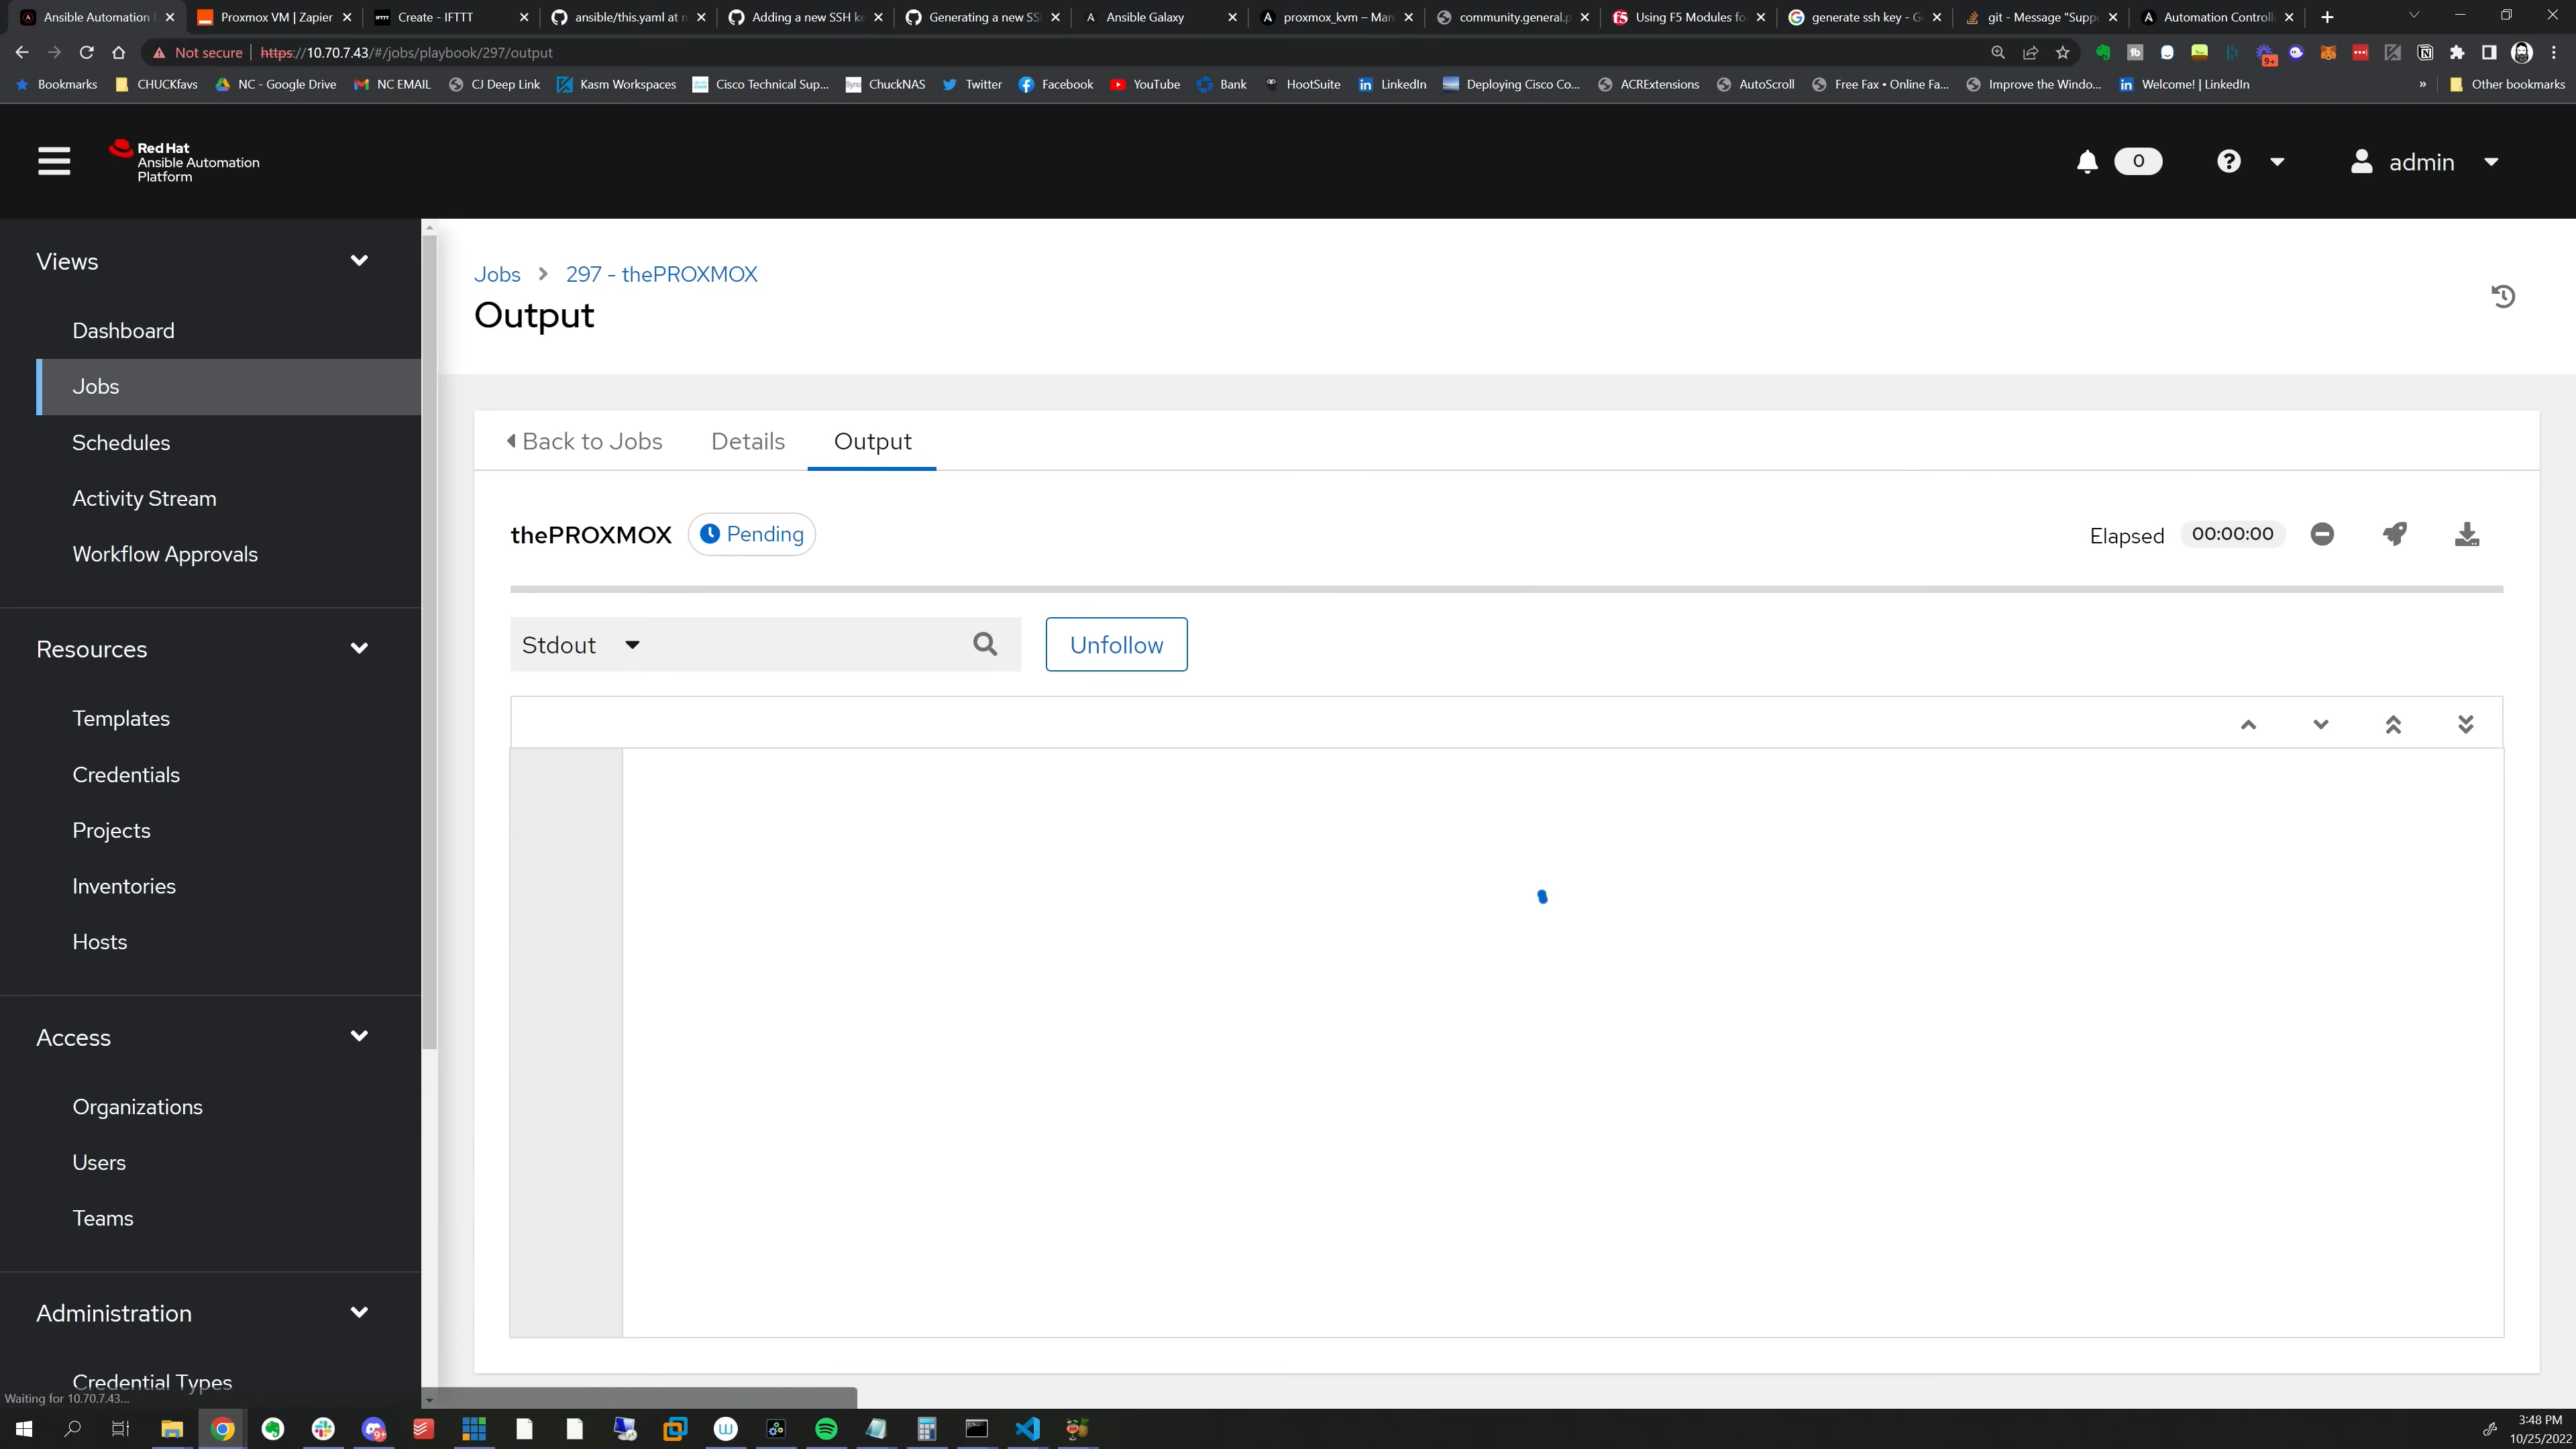 Ansible Automation
Proxmox VM | Zapier
Create - IFTTT
ansible/this.yaml at
Adding a new SSH
Generating a new
Ansible Galaxy
proxmox_kvm –
community.general.
Using F5 Modules
generate ssh key -
git - Message
Automation
Not secure
https://10.70.7.43/#/jobs/playbook/297/output
9+
Bookmarks
CHUCKfavs
NC - Google Drive
NC EMAIL
CJ Deep Link
Kasm Workspaces
Cisco Technical Sup...
ChuckNAS
Twitter
Facebook
YouTube
Bank
HootSuite
LinkedIn
Deploying Cisco Co...
ACRExtensions
AutoScroll
Free Fax • Online Fa...
Improve the Windo...
Welcome! | LinkedIn
»
Other bookmarks
Red Hat
Ansible Automation
Platform
0
admin
Views
Dashboard
Jobs
Schedules
Activity Stream
Workflow Approvals
Resources
Templates
Credentials
Projects
Inventories
Hosts
Access
Organizations
Users
Teams
Administration
Credential Types
Waiting for 10.70.7.43...
Jobs > 297 - thePROXMOX
Output
Back to Jobs
Details
Output
thePROXMOX
Pending
Elapsed
00:00:00
Stdout
Unfollow
3:48 PM
10/25/2022